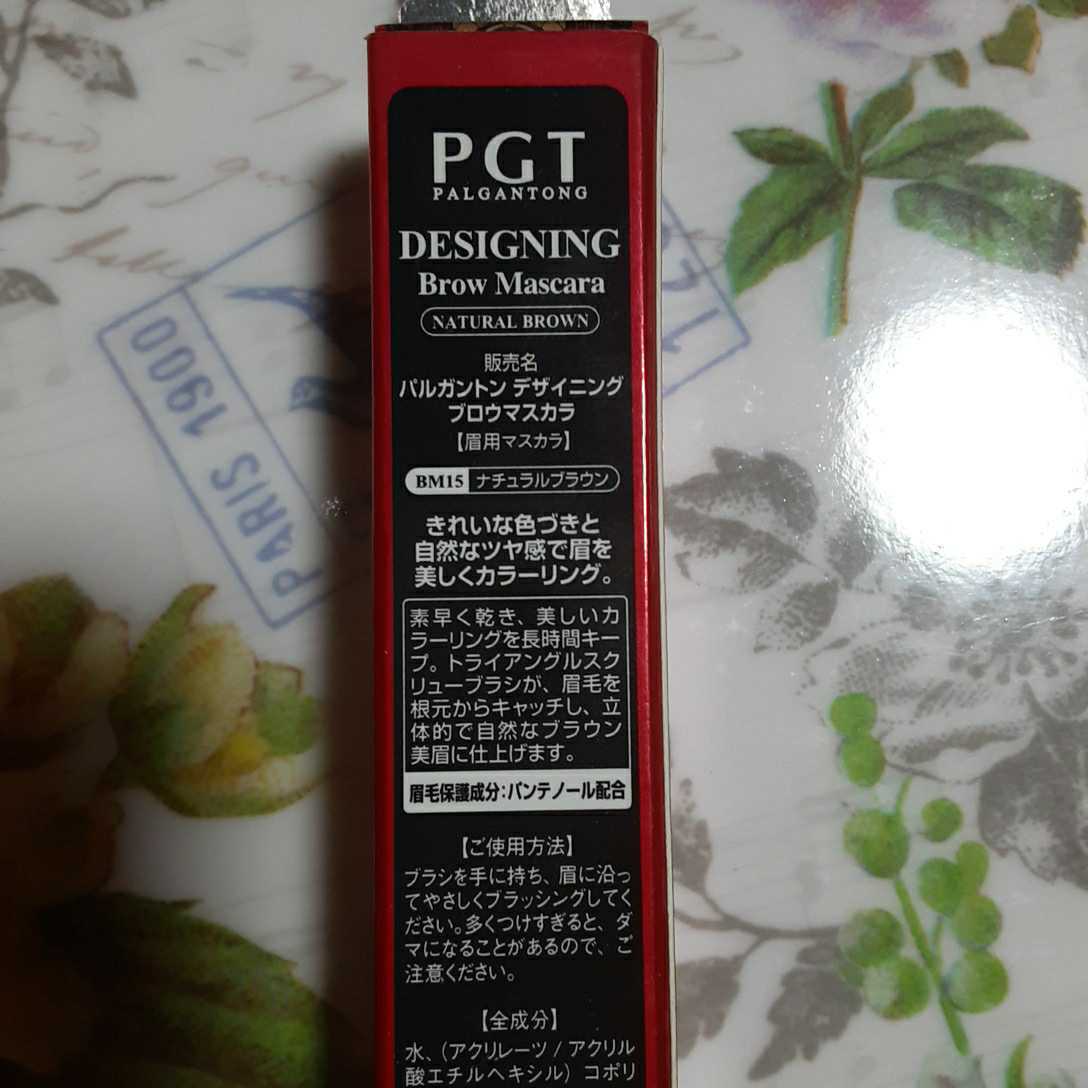 PGT
PALGANTONG
DESIGNING
Brow Mascara
NATURAL BROWN
販売名
パルガントン デザイニング
ブロウマスカラ
【眉用マスカラ】
BM15 ナチュラルブラウン
きれいな色づきと
自然なツヤ感で眉を
美しくカラーリング。
素早く乾き、美しいカ
ラーリングを長時間キー
プ。トライアングルスク
リューブラシが、眉毛を
根元からキャッチし、立
体的で自然なブラウン
美眉に仕上げます。
眉毛保護成分:パンテノール配合
【ご使用方法】
ブラシを手に持ち、眉に沿っ
てやさしくブラッシングしてく
ださい。多くつけすぎると、ダ
マになることがあるので、ご
注意ください。
【全成分】
水、(アクリレーツ / アクリル
酸エチルヘキシル) コポリ
PARIS 1900